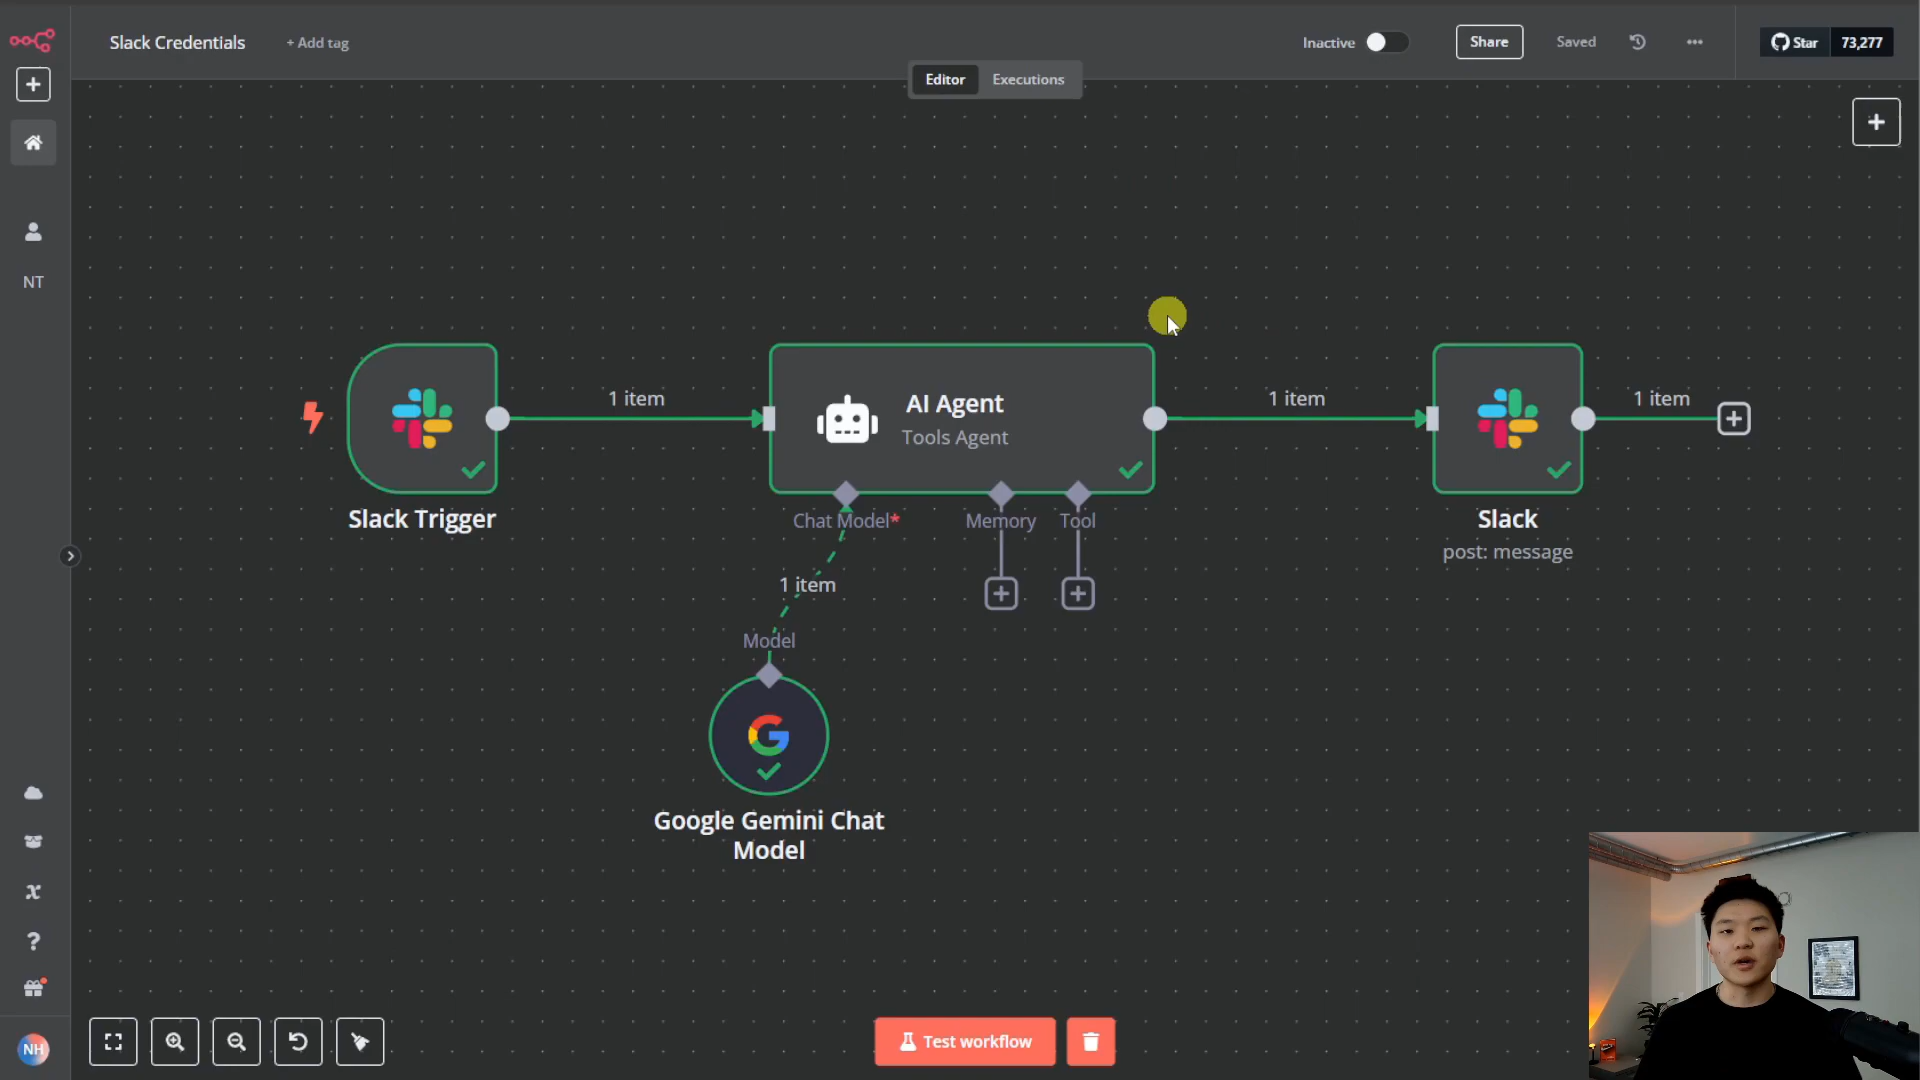 Slack Credentials
+ Add tag
Inactive
Share
Saved
Star
73,277
Editor
Executions
NT
1 item
AI Agent
Tools Agent
1 item
1 item
Slack Trigger
Chat Model*
Memory
Tool
Slack
post: message
1 item
Model
Google Gemini Chat
Model
NH
Test workflow